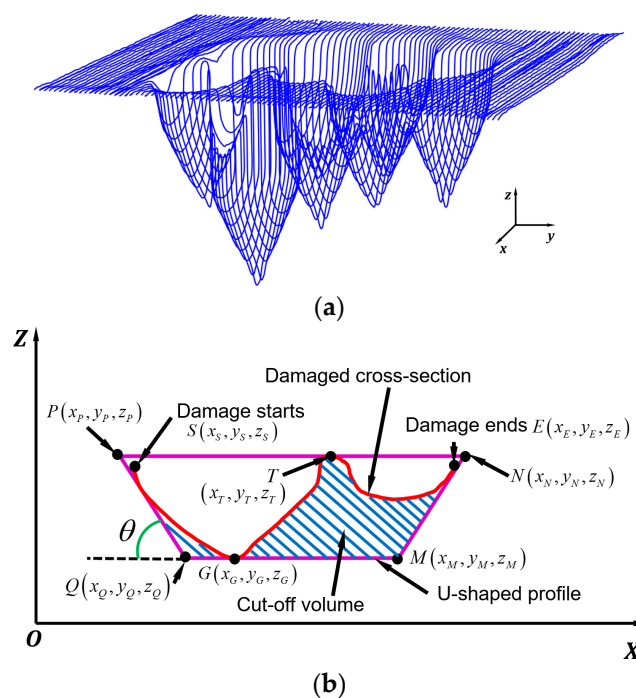 z
x
y
(a)
Z
Damaged cross-section
P(x_P, y_P, z_P)
Damage starts
S(x_S, y_S, z_S)
Damage ends
E(x_E, y_E, z_E)
T
(x_T, y_T, z_T)
N(x_N, y_N, z_N)
θ
Q(x_Q, y_Q, z_Q)
G(x_G, y_G, z_G)
M(x_M, y_M, z_M)
Cut-off volume
U-shaped profile
O
X
(b)